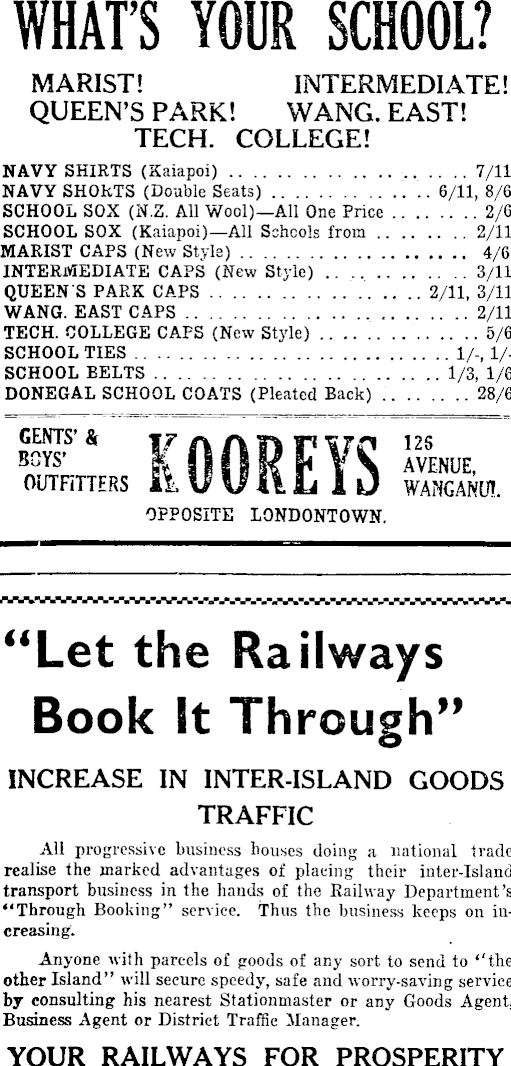 WHAT'S YOUR SCHOOL?
MARIST! INTERMEDIATE!
QUEEN'S PARK! WANG. EAST!
TECH. COLLEGE!
NAVY SHIRTS (Kaiapoi) .. .. .. .. .. .. .. .. .. 7/11
NAVY SHORTS (Double Seats) .. .. .. .. .. .. 6/11, 8/6
SCHOOL SOX (N.Z. All Wool)—All One Price .. .. .. .. 2/6
SCHOOL SOX (Kaiapoi)—All Schools from .. .. .. .. 2/11
MARIST CAPS (New Style) .. .. .. .. .. .. .. .. 4/6
INTERMEDIATE CAPS (New Style) .. .. .. .. .. .. 3/11
QUEEN'S PARK CAPS .. .. .. .. .. .. .. .. 2/11, 3/11
WANG. EAST CAPS .. .. .. .. .. .. .. .. .. .. 2/11
TECH. COLLEGE CAPS (New Style) .. .. .. .. .. .. 5/6
SCHOOL TIES .. .. .. .. .. .. .. .. .. .. .. 1/-, 1/-
SCHOOL BELTS .. .. .. .. .. .. .. .. .. .. 1/3, 1/6
DONEGAL SCHOOL COATS (Pleated Back) .. .. .. .. 28/6
GENTS' &
BOYS'
OUTFITTERS
KOOREYS
126
AVENUE,
WANGANUI.
OPPOSITE LONDONTOWN.
"Let the Railways
Book It Through"
INCREASE IN INTER-ISLAND GOODS
TRAFFIC
All progressive business houses doing a national trade
realise the marked advantages of placing their inter-Island
transport business in the hands of the Railway Department's
"Through Booking" service. Thus the business keeps on in-
creasing.
Anyone with parcels of goods of any sort to send to "the
other Island" will secure speedy, safe and worry-saving service
by consulting his nearest Stationmaster or any Goods Agent,
Business Agent or District Traffic Manager.
YOUR RAILWAYS FOR PROSPERITY